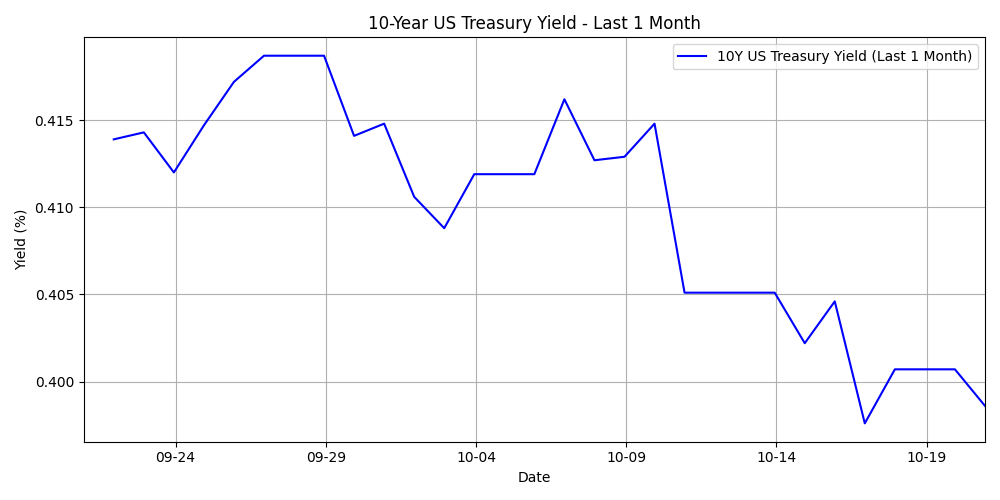 10-Year US Treasury Yield - Last 1 Month
10Y US Treasury Yield (Last 1 Month)
Yield (%)
0.415
0.410
0.405
0.400
09-24
09-29
10-04
10-09
10-14
10-19
Date